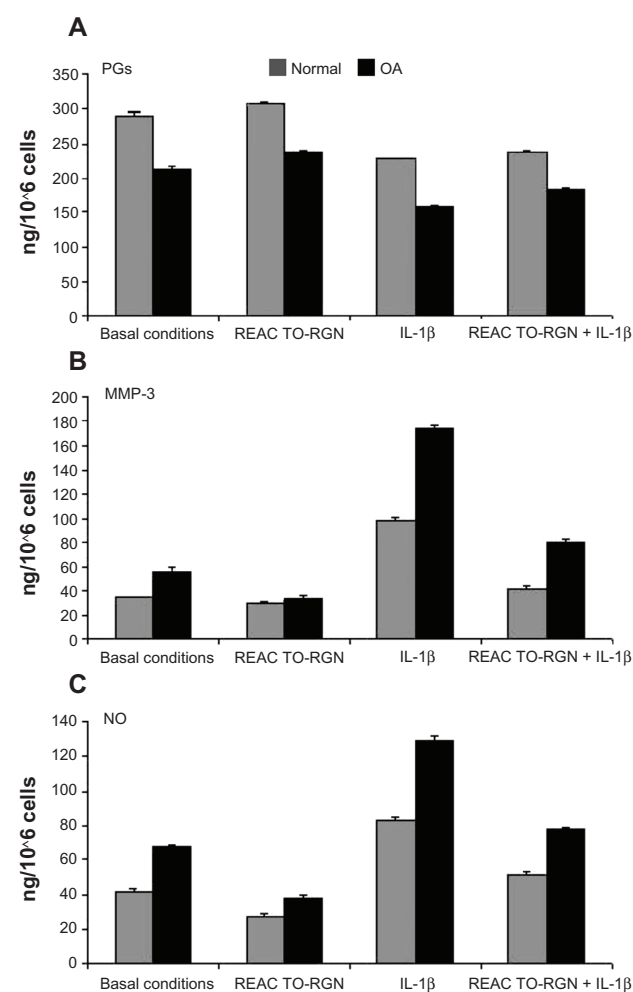 A
PGs
Normal OA
350
300
250
200
150
100
50
0
ng/10^6 cells
Basal conditions REAC TO-RGN IL-1β REAC TO-RGN + IL-1β
B
MMP-3
200
180
160
140
120
100
80
60
40
20
0
ng/10^6 cells
Basal conditions REAC TO-RGN IL-1β REAC TO-RGN + IL-1β
C
NO
140
120
100
80
60
40
20
0
ng/10^6 cells
Basal conditions REAC TO-RGN IL-1β REAC TO-RGN + IL-1β